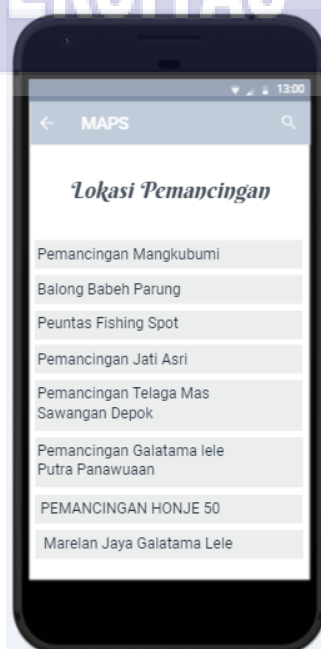 13:00
MAPS
Lokasi Pemancingan
Pemancingan Mangkubumi
Balong Babeh Parung
Peuntas Fishing Spot
Pemancingan Jati Asri
Pemancingan Telaga Mas
Sawangan Depok
Pemancingan Galatama lele
Putra Panawuaan
PEMANCINGAN HONJE 50
Marelan Jaya Galatama Lele